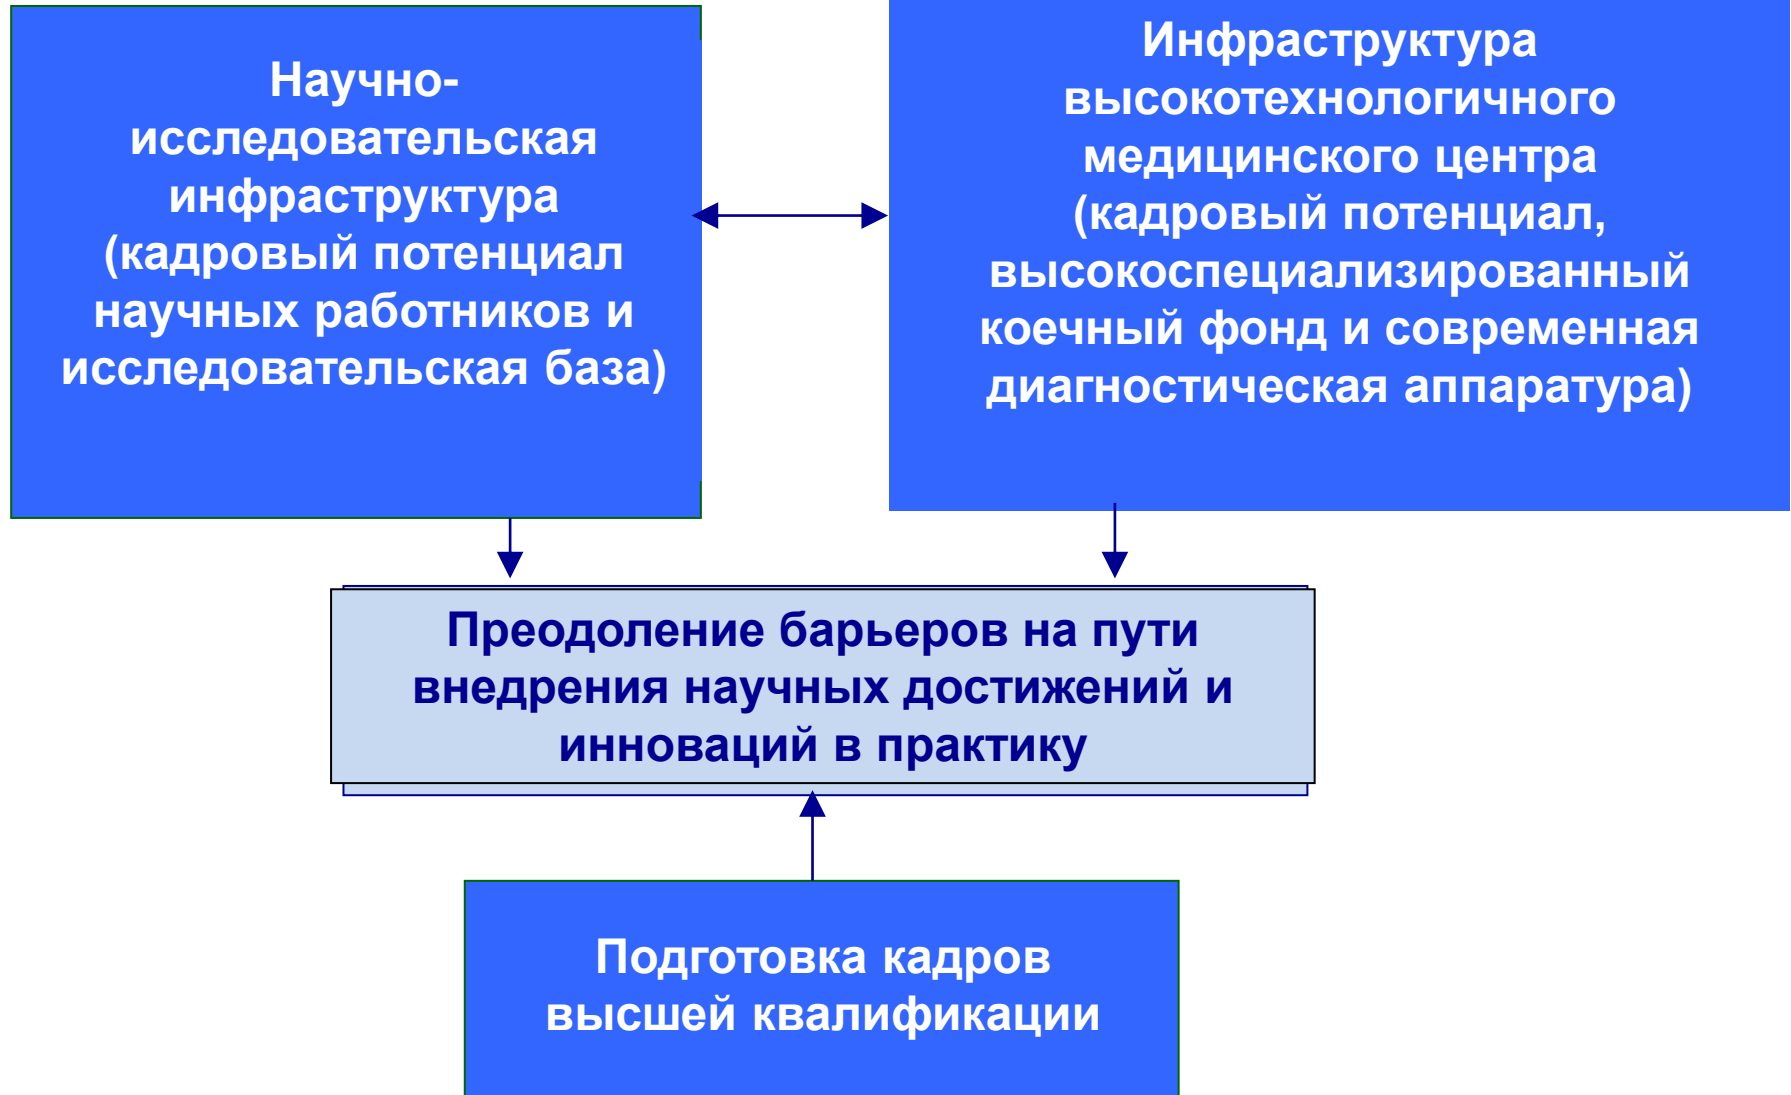 Научно-
исследовательская
инфраструктура
(кадровый потенциал
научных работников и
исследовательская база)
Инфраструктура
высокотехнологичного
медицинского центра
(кадровый потенциал,
высокоспециализированный
коечный фонд и современная
диагностическая аппаратура)
Преодоление барьеров на пути
внедрения научных достижений и
инноваций в практику
Подготовка кадров
высшей квалификации